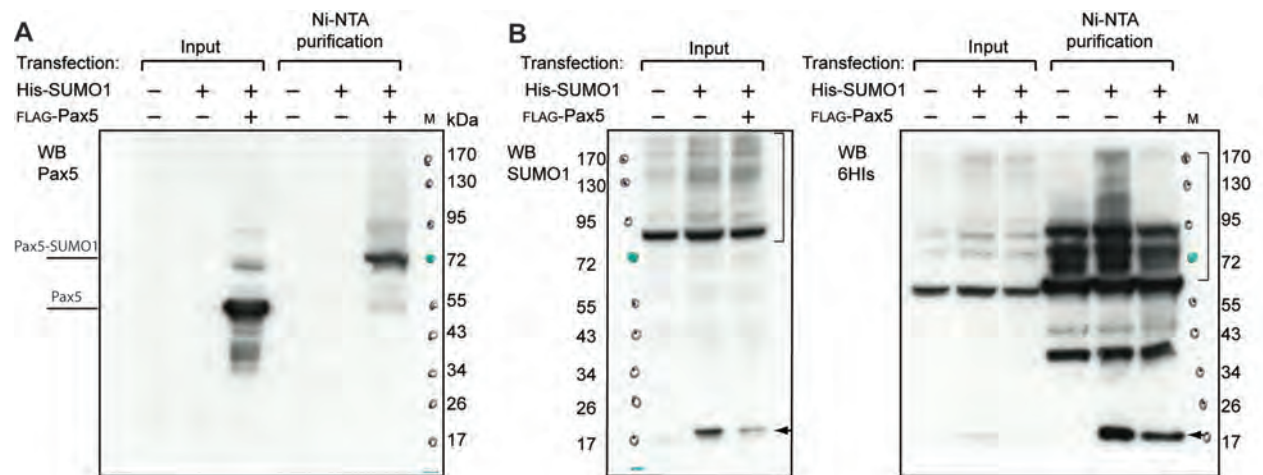 A
Input
Ni-NTA
purification
Transfection:
His-SUMO1 – + + – + +
FLAG-Pax5 – – + – – + M kDa
WB
Pax5
Pax5-SUMO1
Pax5
170
130
95
72
55
43
34
26
17
B
Input
Transfection:
His-SUMO1 – + +
FLAG-Pax5 – – +
WB
SUMO1
170
130
95
72
55
43
34
26
17
Input
Ni-NTA
purification
Transfection:
His-SUMO1 – + + – + +
FLAG-Pax5 – – + – – + M
WB
6HIs
170
130
95
72
55
43
34
26
17